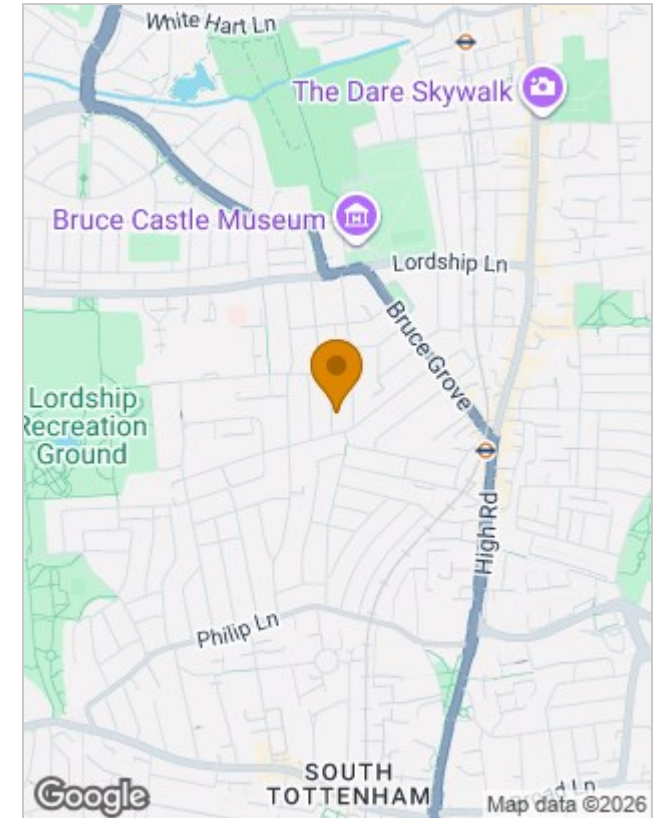 White Hart Ln
The Dare Skywalk
Bruce Castle Museum
Lordship Ln
Bruce Grove
Lordship
Recreation
Ground
High Rd
Philip Ln
SOUTH
TOTTENHAM
Google
Map data ©2026